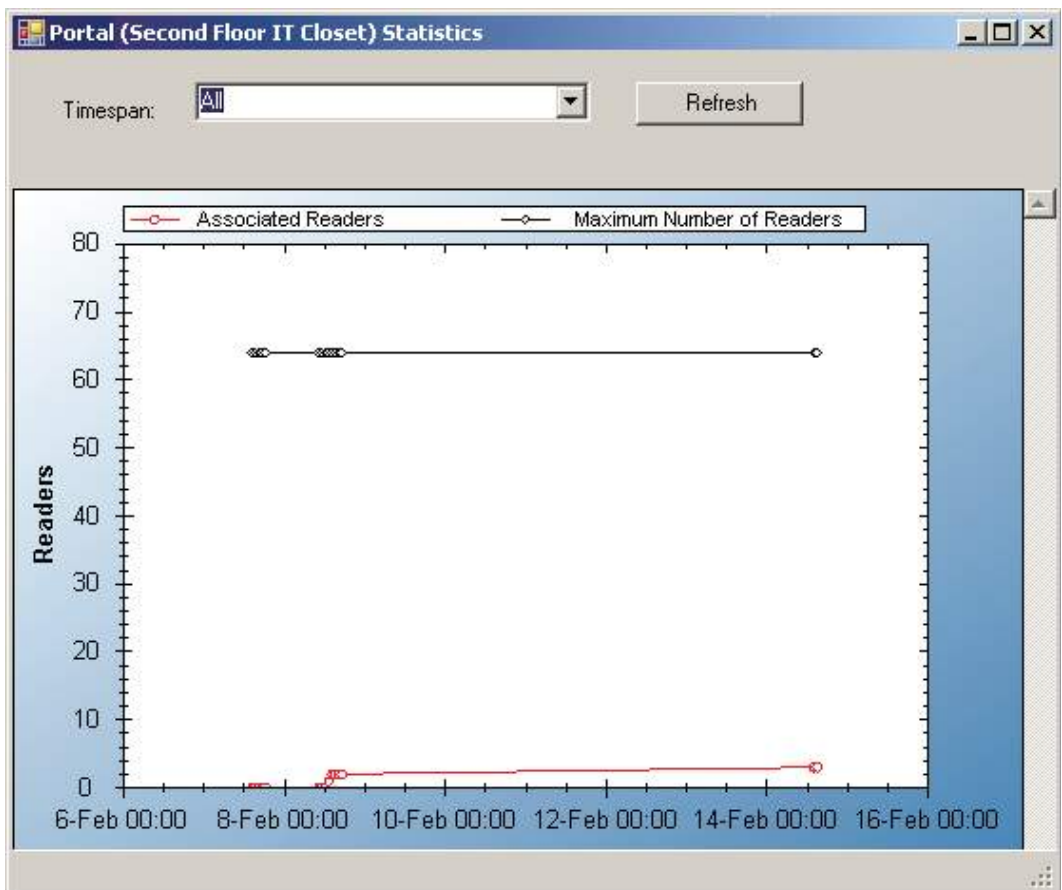 Portal (Second Floor IT Closet) Statistics
Timespan:
All
Refresh
Associated Readers
Maximum Number of Readers
80
70
60
50
40
30
20
10
0
Readers
6-Feb 00:00
8-Feb 00:00
10-Feb 00:00
12-Feb 00:00
14-Feb 00:00
16-Feb 00:00